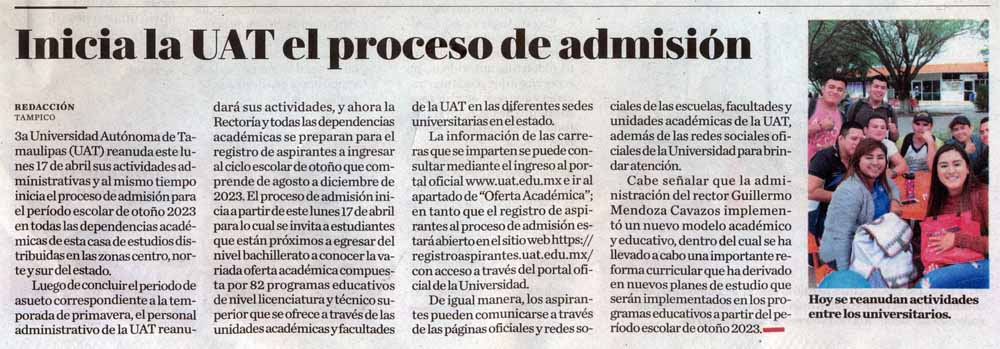 Inicia la UAT el proceso de admisión
REDACCIÓN
TAMPICO
3a Universidad Autónoma de Ta-
maulipas (UAT) reanuda este lu-
nes 17 de abril sus actividades ad-
ministrativas y al mismo tiempo
inicia el proceso de admisión para
el período escolar de otoño 2023
en todas las dependencias acadé-
micas de esta casa de estudios dis-
tribuidas en las zonas centro, nor-
te y sur del estado.
Luego de concluir el periodo de
asueto correspondiente a la tem-
porada de primavera, el personal
administrativo de la UAT reanu-
dará sus actividades, y ahora la
Rectoría y todas las dependencias
académicas se preparan para el
registro de aspirantes a ingresar
al ciclo escolar de otoño que com-
prende de agosto a diciembre de
2023. El proceso de admisión ini-
cia a partir de este lunes 17 de abril
para lo cual se invita a estudiantes
que están próximos a egresar del
nivel bachillerato a conocer la va-
riada oferta académica compues-
ta por 82 programas educativos
de nivel licenciatura y técnico su-
perior que se ofrece a través de las
unidades académicas y facultades
de la UAT en las diferentes sedes
universitarias en el estado.
La información de las carre-
ras que se imparten se puede con-
sultar mediante el ingreso al por-
tal oficial www.uat.edu.mx e ir al
apartado de “Oferta Académica”;
en tanto que el registro de aspi-
rantes al proceso de admisión es-
tará abierto en el sitio web https://
registroaspirantes.uat.edu.mx/
con acceso a través del portal ofi-
cial de la Universidad.
De igual manera, los aspirantes
pueden comunicarse a través
de las páginas oficiales y redes so-
ciales de las escuelas, facultades y
unidades académicas de la UAT,
además de las redes sociales ofi-
ciales de la Universidad para brin-
dar atención.
Cabe señalar que la adminis-
tración del rector Guillermo
Mendoza Cavazos implemen-
tó un nuevo modelo académico
y educativo, dentro del cual se ha
llevado a cabo una importante re-
forma curricular que ha derivado
en nuevos planes de estudio que
serán implementados en los pro-
gramas educativos a partir del pe-
ríodo escolar de otoño 2023.
Hoy se reanudan actividades
entre los universitarios.